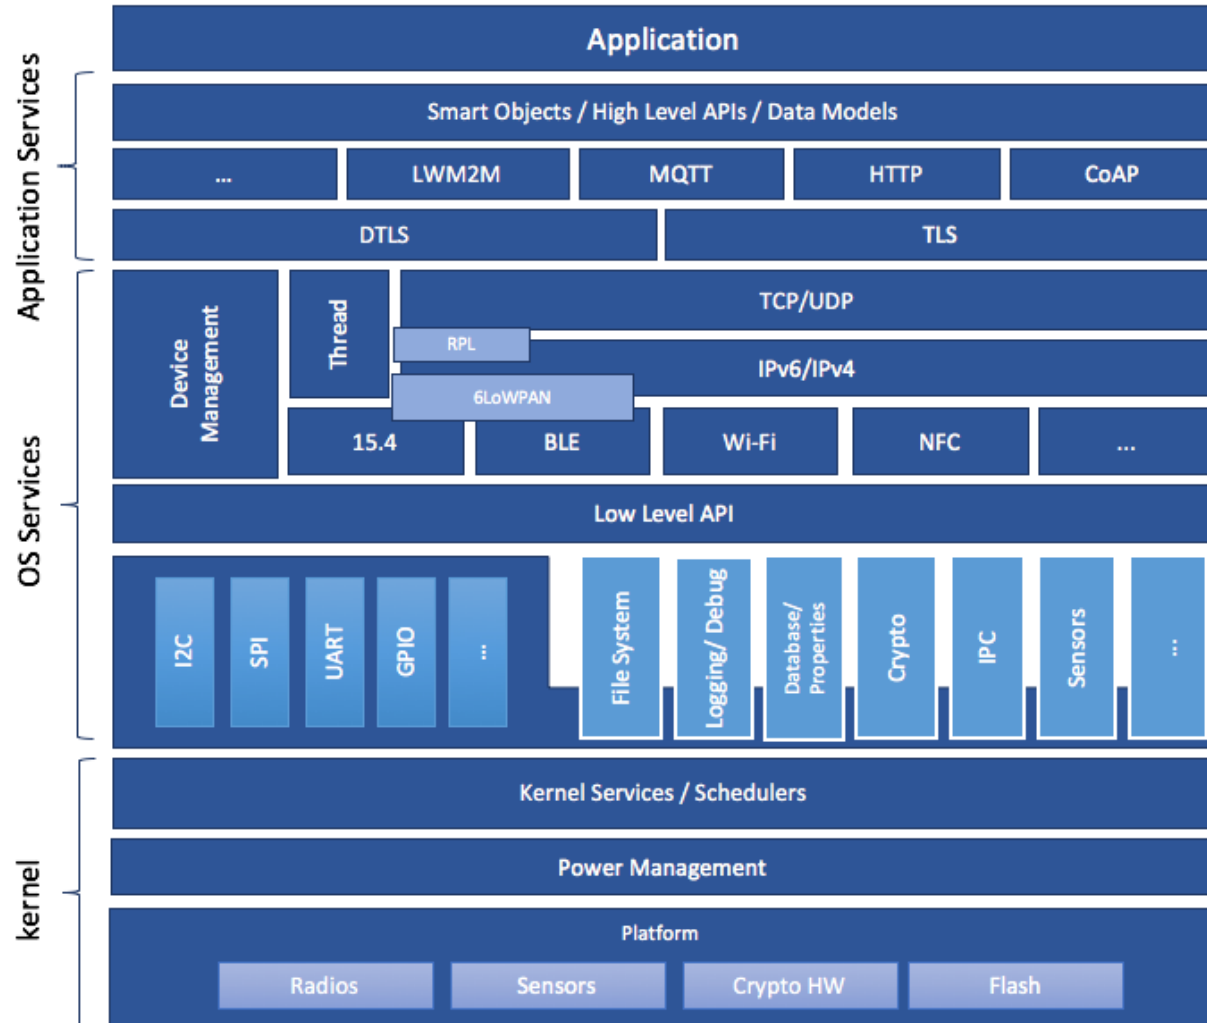 Application
Application Services
Smart Objects / High Level APIs / Data Models
...
LWM2M
MQTT
HTTP
CoAP
DTLS
TLS
OS Services
Device
Management
Thread
TCP/UDP
RPL
IPv6/IPv4
6LoWPAN
15.4
BLE
Wi-Fi
NFC
...
Low Level API
I2C
SPI
UART
GPIO
...
File System
Logging/ Debug
Database/
Properties
Crypto
IPC
Sensors
...
kernel
Kernel Services / Schedulers
Power Management
Platform
Radios
Sensors
Crypto HW
Flash